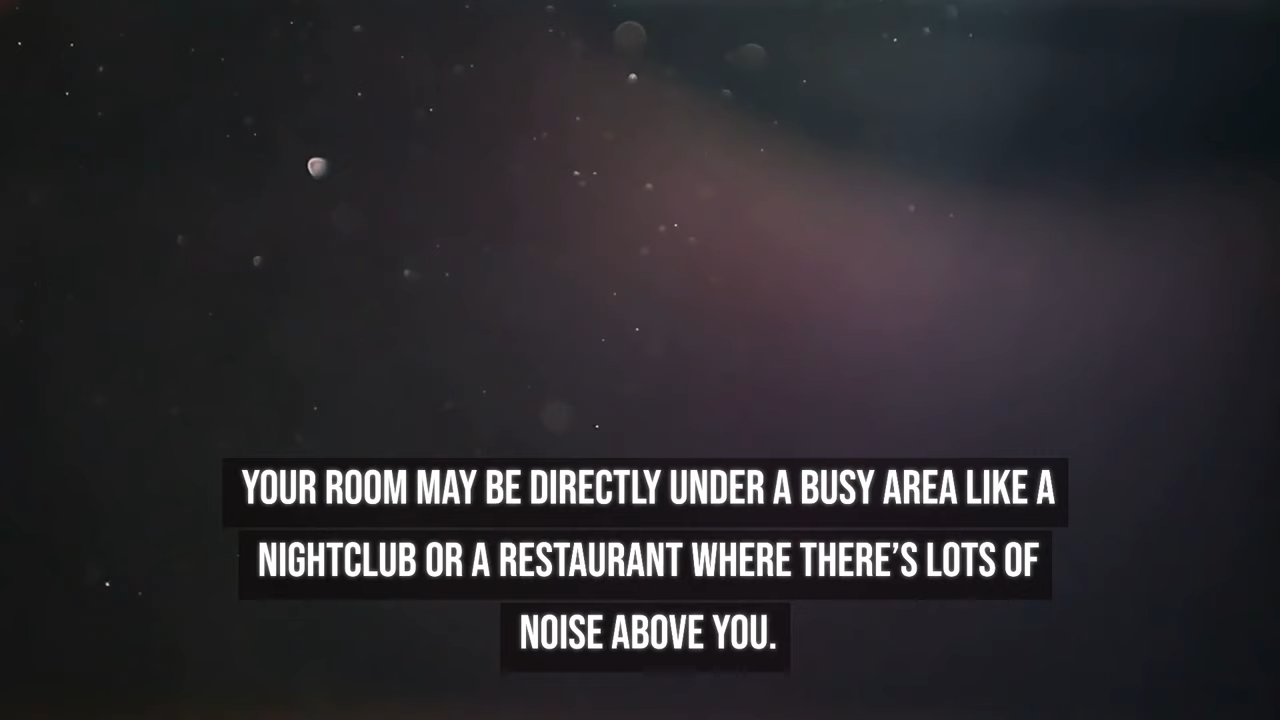 YOUR ROOM MAY BE DIRECTLY UNDER A BUSY AREA LIKE A
NIGHTCLUB OR A RESTAURANT WHERE THERE’S LOTS OF
NOISE ABOVE YOU.